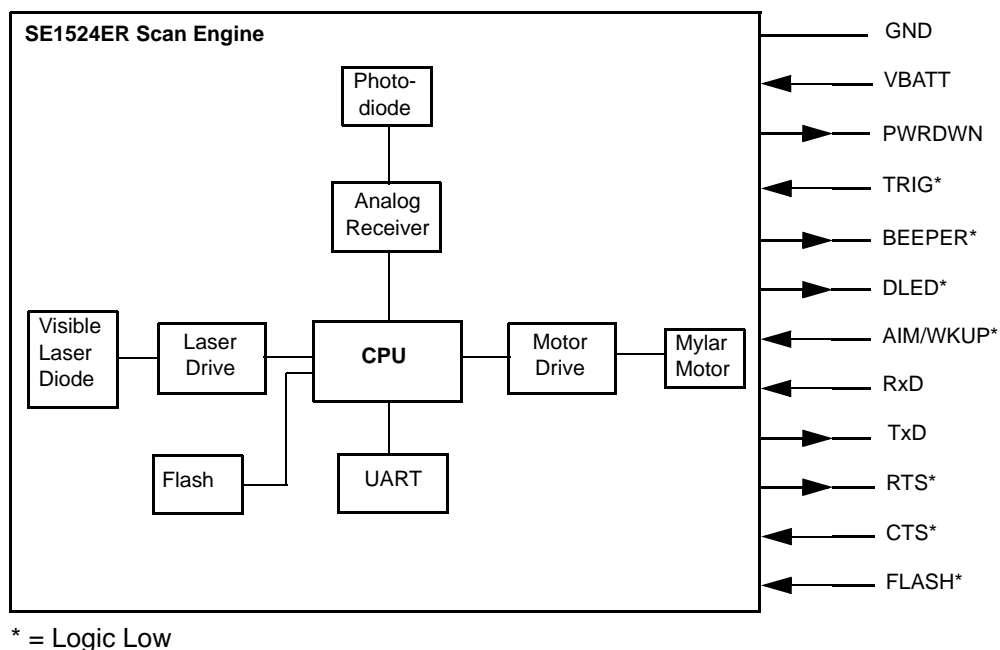 SE1524ER Scan Engine
Photo-
diode
Analog
Receiver
Visible
Laser
Diode
Laser
Drive
CPU
Motor
Drive
Mylar
Motor
Flash
UART
GND
VBATT
PWRDWN
TRIG*
BEEPER*
DLED*
AIM/WKUP*
RxD
TxD
RTS*
CTS*
FLASH*
* = Logic Low